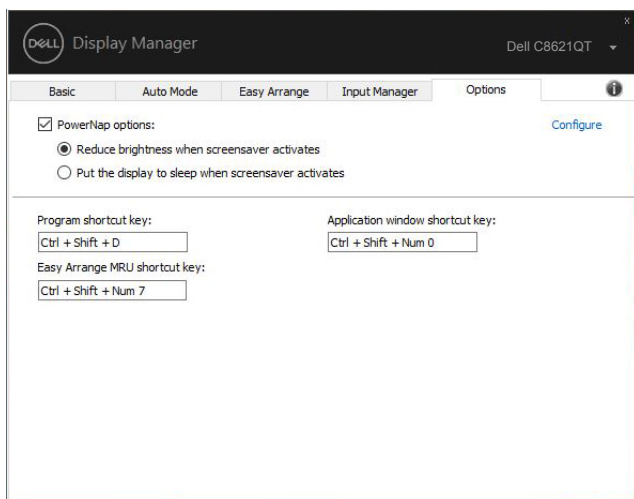 x
DELL Display Manager
Dell C8621QT
Basic Auto Mode Easy Arrange Input Manager Options
PowerNap options:
Configure
Reduce brightness when screensaver activates
Put the display to sleep when screensaver activates
Program shortcut key:
Application window shortcut key:
Ctrl + Shift + D
Ctrl + Shift + Num 0
Easy Arrange MRU shortcut key:
Ctrl + Shift + Num 7